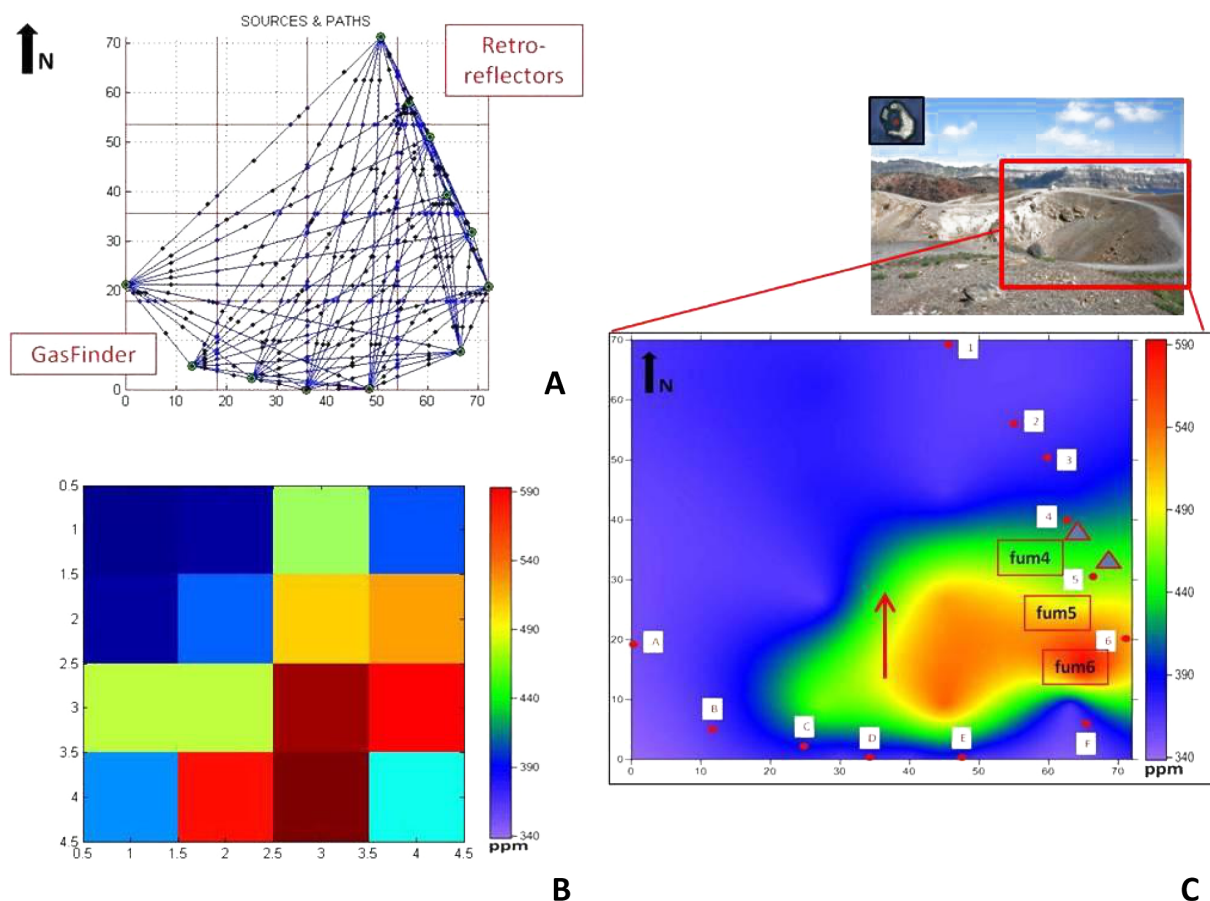 SOURCES & PATHS
N
Retro-
reflectors
GasFinder
70
60
50
40
30
20
10
0
0 10 20 30 40 50 60 70
A
0.5
1
1.5
2
2.5
3
3.5
4
4.5
0.5 1 1.5 2 2.5 3 3.5 4 4.5
590
540
490
440
390
340
ppm
B
N
70
60
50
40
30
20
10
0
0 10 20 30 40 50 60 70
1
2
3
4
fum4
5
fum5
6
fum6
A
B
C
D
E
F
590
540
490
440
390
340
ppm
C